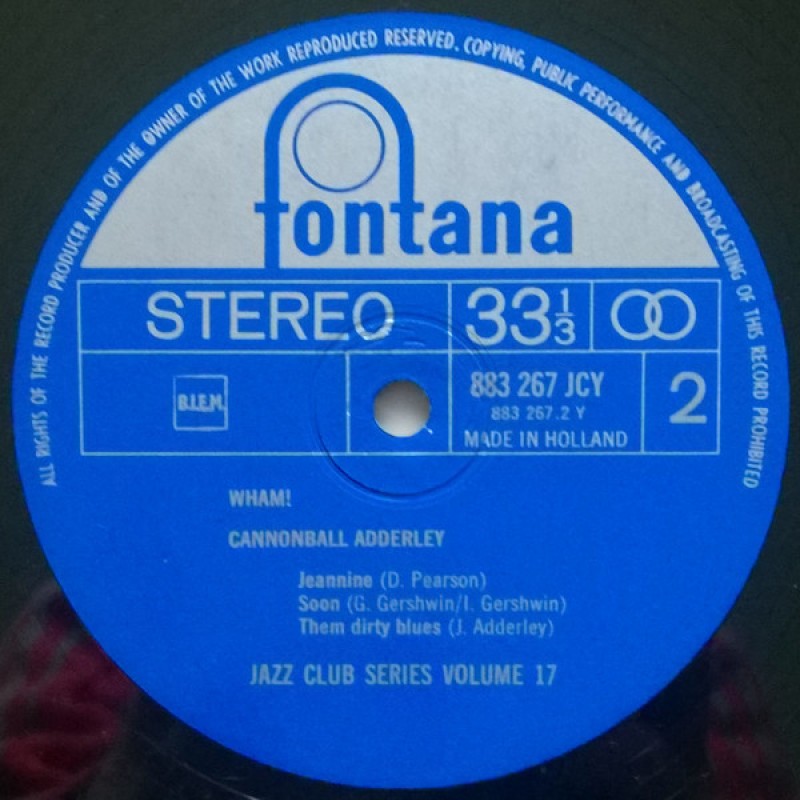 ALL RIGHTS OF THE RECORD PRODUCER AND OF THE OWNER OF THE WORK REPRODUCED RESERVED. COPYING, PUBLIC PERFORMANCE AND BROADCASTING OF THIS RECORD PROHIBITED
fontana
STEREO 33⅓
B.I.E.M. 883 267 JCY 2
883 267.2 Y
MADE IN HOLLAND
WHAM!
CANNONBALL ADDERLEY
Jeannine (D. Pearson)
Soon (G. Gershwin/I. Gershwin)
Them dirty blues (J. Adderley)
JAZZ CLUB SERIES VOLUME 17